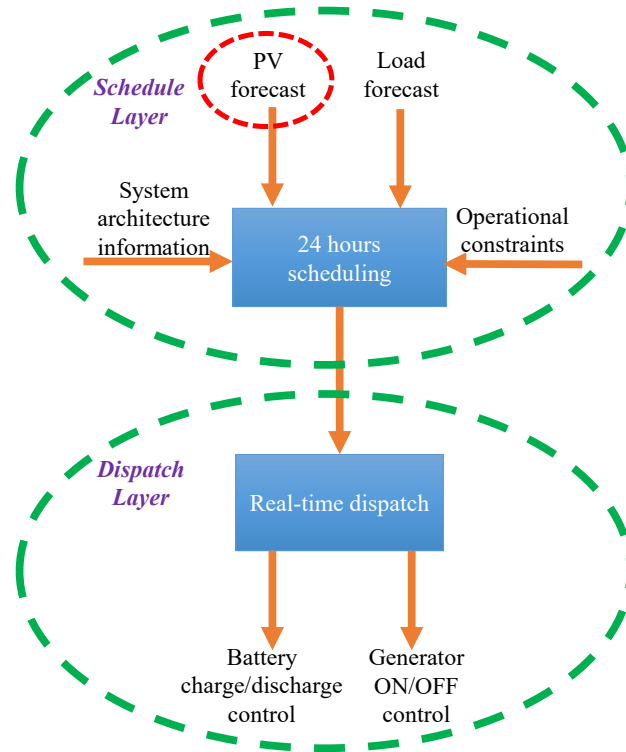 PV
forecast
Load
forecast
Schedule
Layer
System
architecture
information
24 hours
scheduling
Operational
constraints
Dispatch
Layer
Real-time dispatch
Battery
charge/discharge
control
Generator
ON/OFF
control